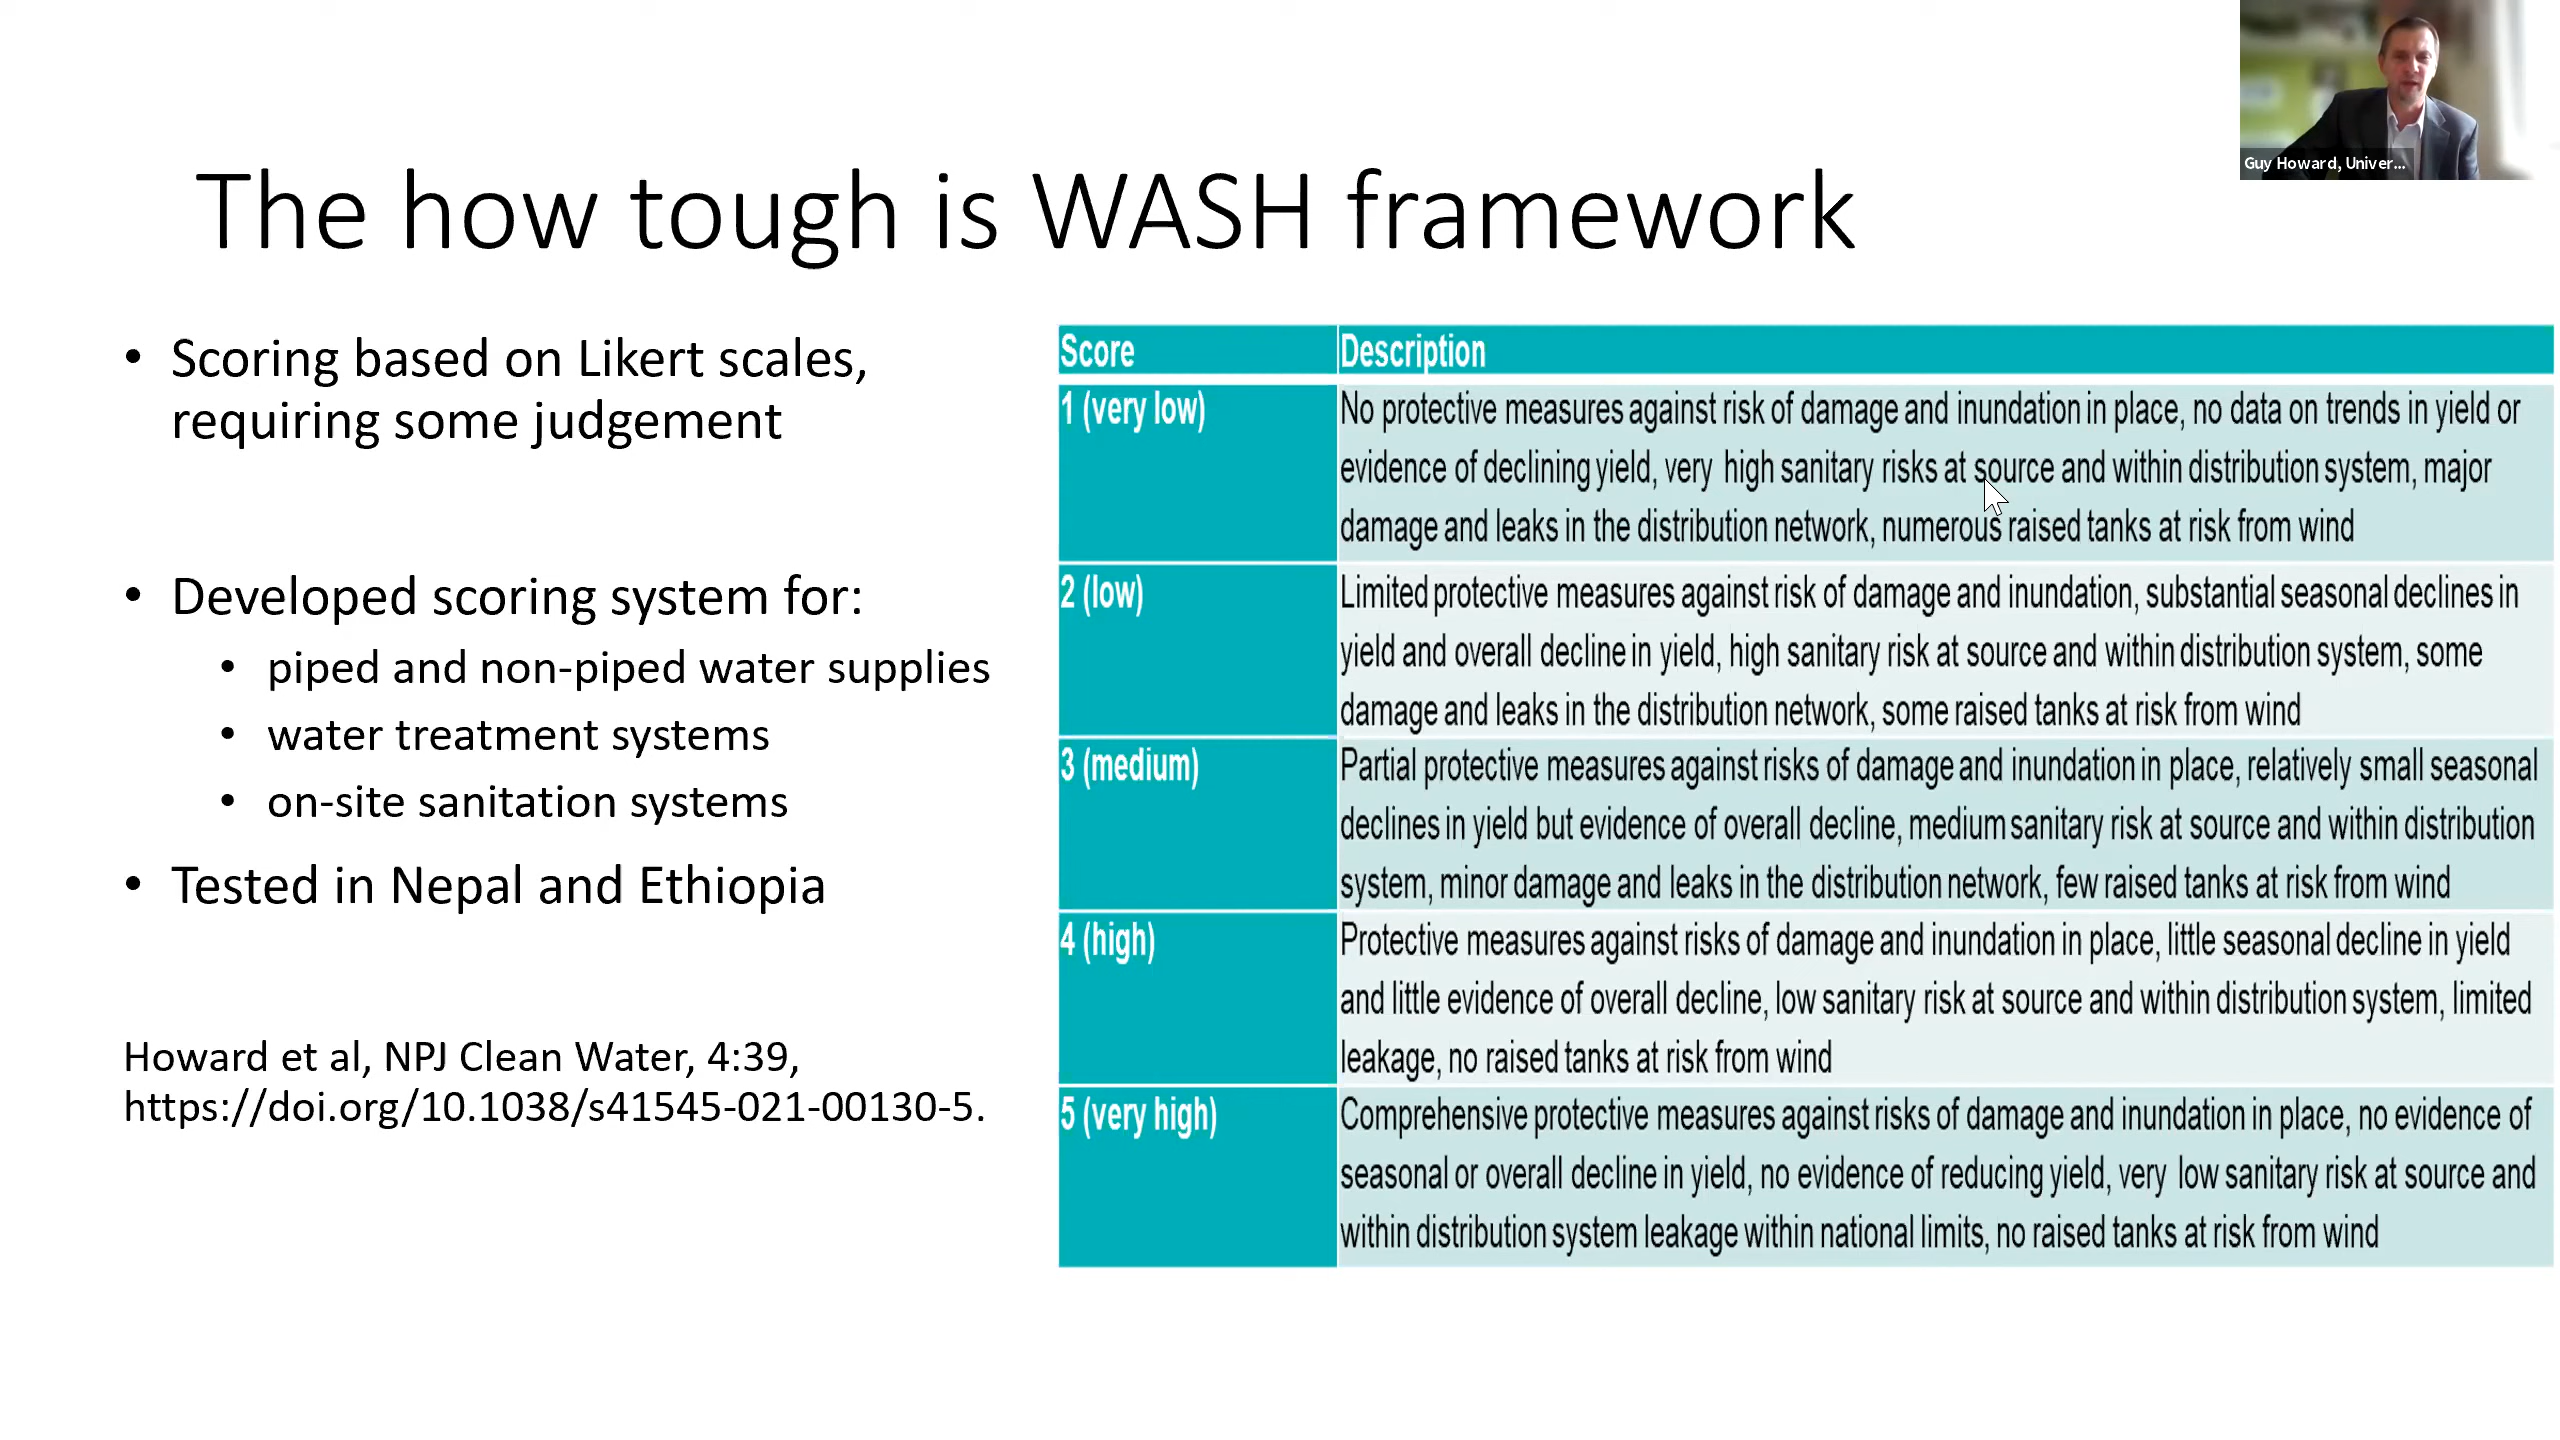 Guy Howard, Univer...
The how tough is WASH framework
• Scoring based on Likert scales,
requiring some judgement
• Developed scoring system for:
• piped and non-piped water supplies
• water treatment systems
• on-site sanitation systems
• Tested in Nepal and Ethiopia
Howard et al, NPJ Clean Water, 4:39,
https://doi.org/10.1038/s41545-021-00130-5.
Score Description
1 (very low) No protective measures against risk of damage and inundation in place, no data on trends in yield or
evidence of declining yield, very high sanitary risks at source and within distribution system, major
damage and leaks in the distribution network, numerous raised tanks at risk from wind
2 (low) Limited protective measures against risk of damage and inundation, substantial seasonal declines in
yield and overall decline in yield, high sanitary risk at source and within distribution system, some
damage and leaks in the distribution network, some raised tanks at risk from wind
3 (medium) Partial protective measures against risks of damage and inundation in place, relatively small seasonal
declines in yield but evidence of overall decline, medium sanitary risk at source and within distribution
system, minor damage and leaks in the distribution network, few raised tanks at risk from wind
4 (high) Protective measures against risks of damage and inundation in place, little seasonal decline in yield
and little evidence of overall decline, low sanitary risk at source and within distribution system, limited
leakage, no raised tanks at risk from wind
5 (very high) Comprehensive protective measures against risks of damage and inundation in place, no evidence of
seasonal or overall decline in yield, no evidence of reducing yield, very low sanitary risk at source and
within distribution system leakage within national limits, no raised tanks at risk from wind